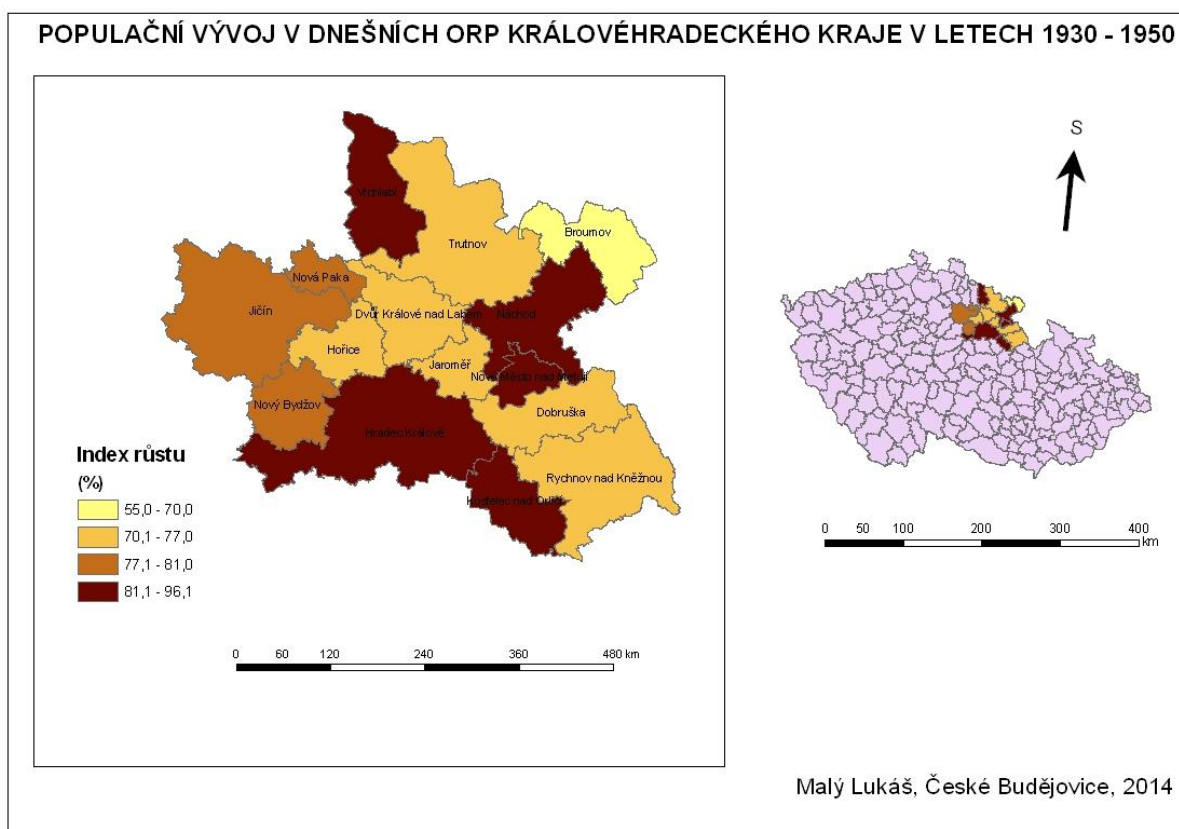 POPULAČNÍ VÝVOJ V DNEŠNÍCH ORP KRÁLOVÉHRADECKÉHO KRAJE V LETECH 1930 - 1950
S
Vrchlabí
Broumov
Trutnov
Nová Paka
Jičín
Dvůr Králové nad Labem
Náchod
Hořice
Jaroměř
Nové Město nad Metují
Nový Bydžov
Dobruška
Hradec Králové
Rychnov nad Kněžnou
Kostelec nad Orlicí
Index růstu
(%)
55,0 - 70,0
70,1 - 77,0
77,1 - 81,0
81,1 - 96,1
0 60 120 240 360 480 km
0 50 100 200 300 400 km
Malý Lukáš, České Budějovice, 2014